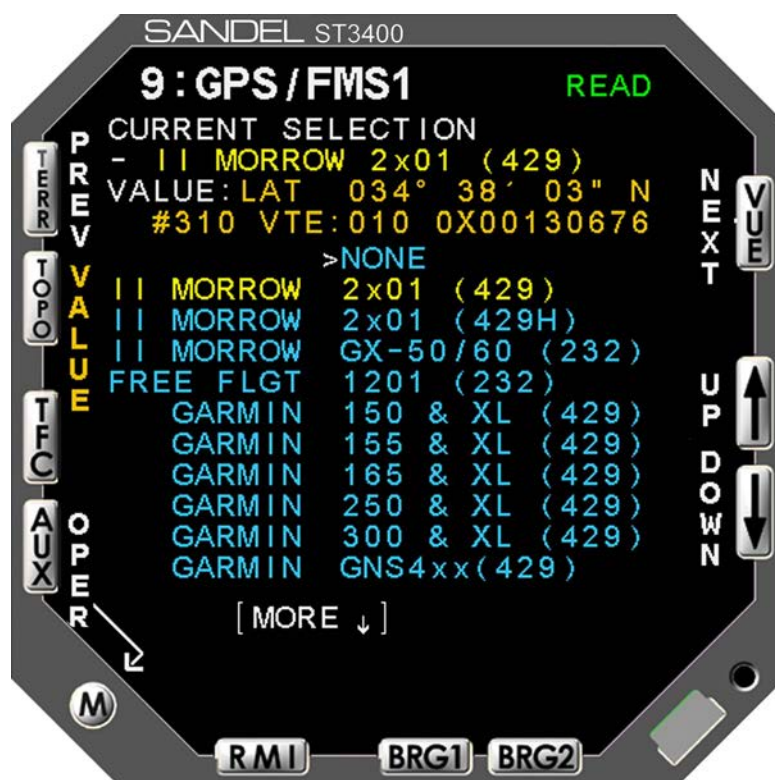 SANDEL ST3400
9:GPS/FMS1 READ
CURRENT SELECTION
- II MORROW 2x01 (429)
VALUE:LAT 034° 38´ 03" N
#310 VTE:010 0X00130676
>NONE
II MORROW 2x01 (429)
II MORROW 2x01 (429H)
II MORROW GX-50/60 (232)
FREE FLGT 1201 (232)
GARMIN 150 & XL (429)
GARMIN 155 & XL (429)
GARMIN 165 & XL (429)
GARMIN 250 & XL (429)
GARMIN 300 & XL (429)
GARMIN GNS4xx(429)
[MORE ↓]
TERR
TOPO
TFC
AUX
PREV
VALUE
OPER
NEXT
UP
DOWN
VUE
M
RMI
BRG1
BRG2